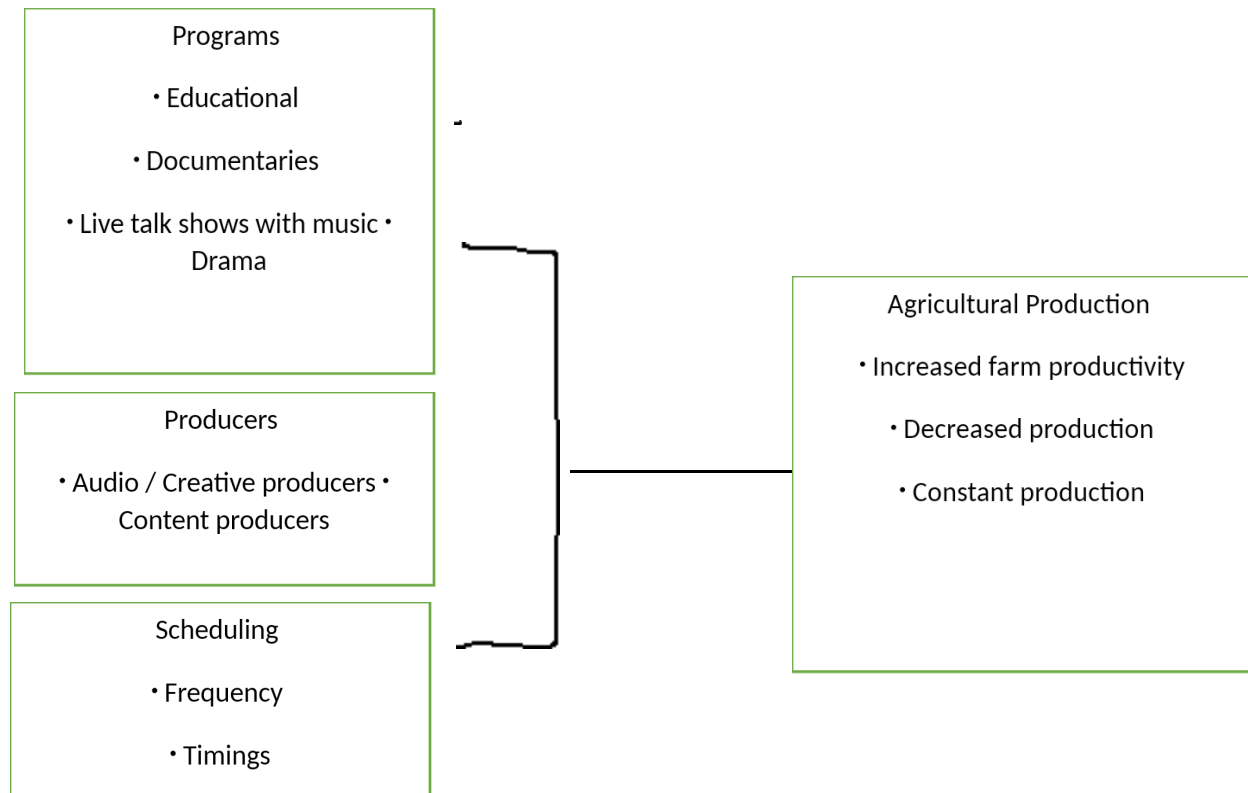 Programs
• Educational
• Documentaries
• Live talk shows with music •
Drama
Producers
• Audio / Creative producers •
Content producers
Scheduling
• Frequency
• Timings
Agricultural Production
• Increased farm productivity
• Decreased production
• Constant production